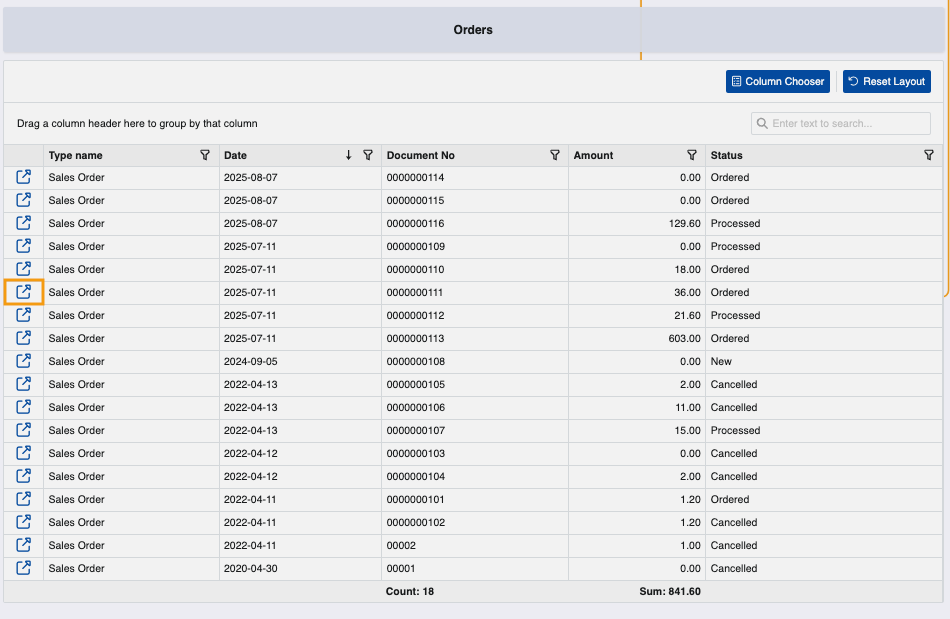 Orders
Column Chooser Reset Layout
Drag a column header here to group by that column Enter text to search...
Type name Date Document No Amount Status
Sales Order 2025-08-07 0000000114 0.00 Ordered
Sales Order 2025-08-07 0000000115 0.00 Ordered
Sales Order 2025-08-07 0000000116 129.60 Processed
Sales Order 2025-07-11 0000000109 0.00 Processed
Sales Order 2025-07-11 0000000110 18.00 Ordered
Sales Order 2025-07-11 0000000111 36.00 Ordered
Sales Order 2025-07-11 0000000112 21.60 Processed
Sales Order 2025-07-11 0000000113 603.00 Ordered
Sales Order 2024-09-05 0000000108 0.00 New
Sales Order 2022-04-13 0000000105 2.00 Cancelled
Sales Order 2022-04-13 0000000106 11.00 Cancelled
Sales Order 2022-04-13 0000000107 15.00 Processed
Sales Order 2022-04-12 0000000103 0.00 Cancelled
Sales Order 2022-04-12 0000000104 2.00 Cancelled
Sales Order 2022-04-11 0000000101 1.20 Ordered
Sales Order 2022-04-11 0000000102 1.20 Cancelled
Sales Order 2022-04-11 00002 1.00 Cancelled
Sales Order 2020-04-30 00001 0.00 Cancelled
Count: 18 Sum: 841.60